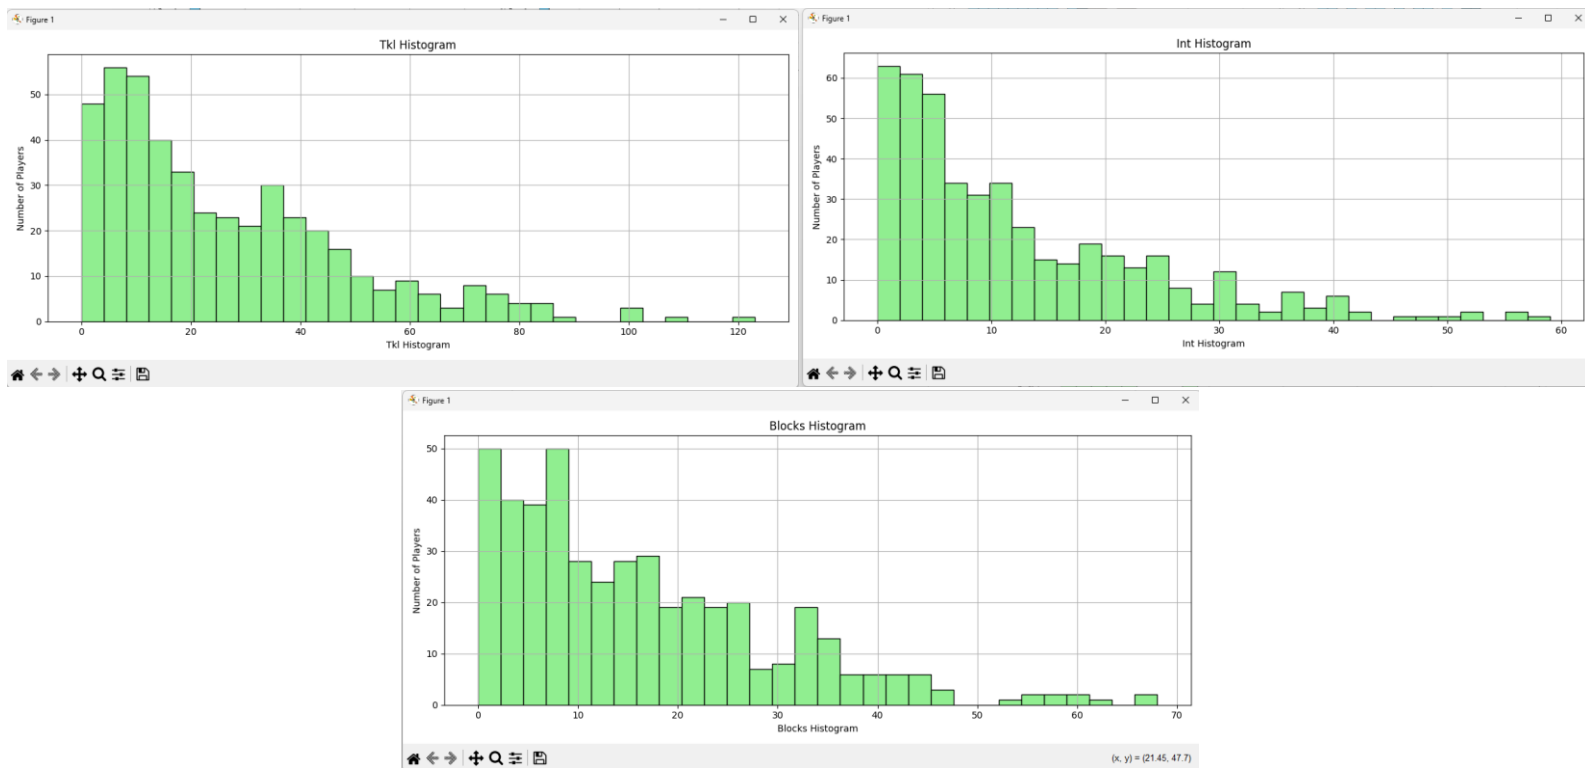 Figure 1
Tkl Histogram
Number of Players
50
40
30
20
10
0
0 20 40 60 80 100 120
Tkl Histogram
Figure 1
Int Histogram
Number of Players
60
50
40
30
20
10
0
0 10 20 30 40 50 60
Int Histogram
Figure 1
Blocks Histogram
Number of Players
50
40
30
20
10
0
0 10 20 30 40 50 60 70
Blocks Histogram
(x, y) = (21.45, 47.7)